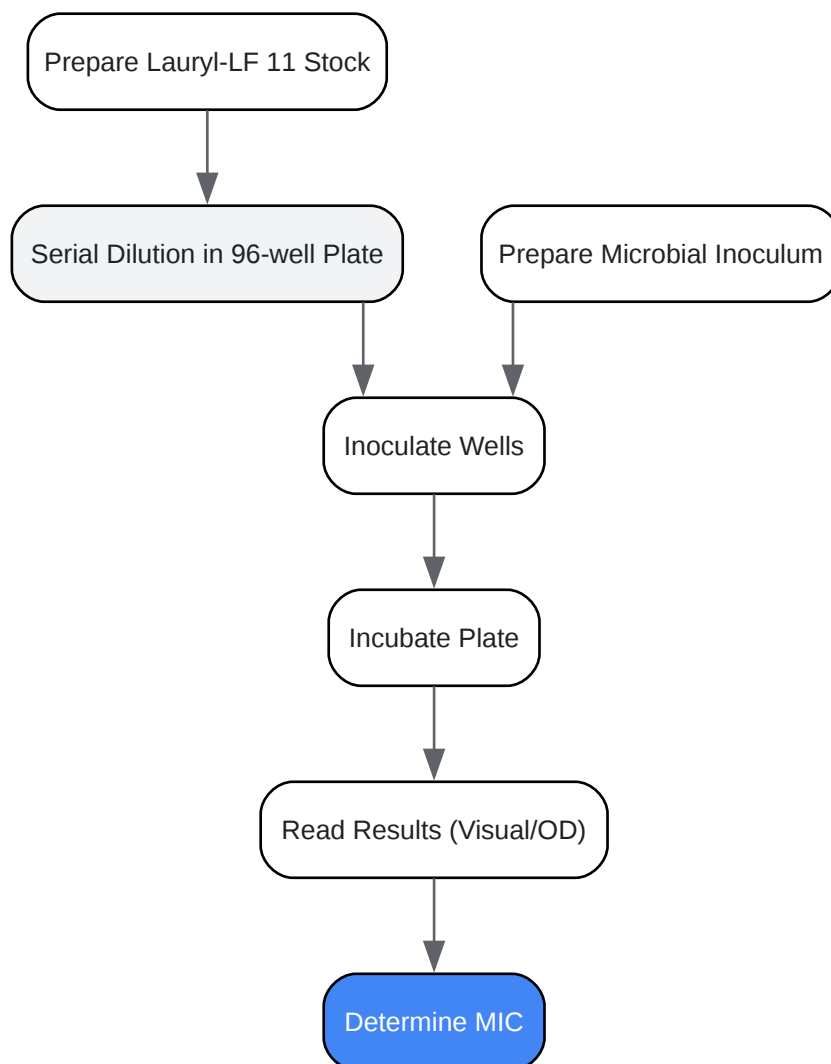 Prepare Lauryl-LF 11 Stock
Serial Dilution in 96-well Plate
Prepare Microbial Inoculum
Inoculate Wells
Incubate Plate
Read Results (Visual/OD)
Determine MIC